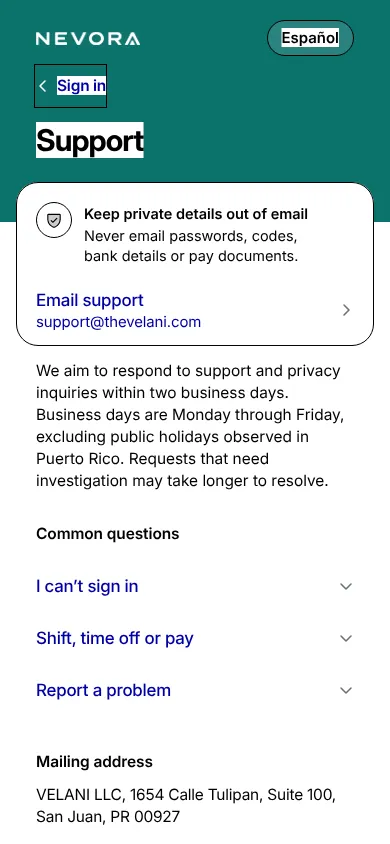 NEVORA
Español
Sign in
Support
Keep private details out of email
Never email passwords, codes,
bank details or pay documents.
Email support
support@thevelani.com
We aim to respond to support and privacy
inquiries within two business days.
Business days are Monday through Friday,
excluding public holidays observed in
Puerto Rico. Requests that need
investigation may take longer to resolve.
Common questions
I can’t sign in
Shift, time off or pay
Report a problem
Mailing address
VELANI LLC, 1654 Calle Tulipan, Suite 100,
San Juan, PR 00927